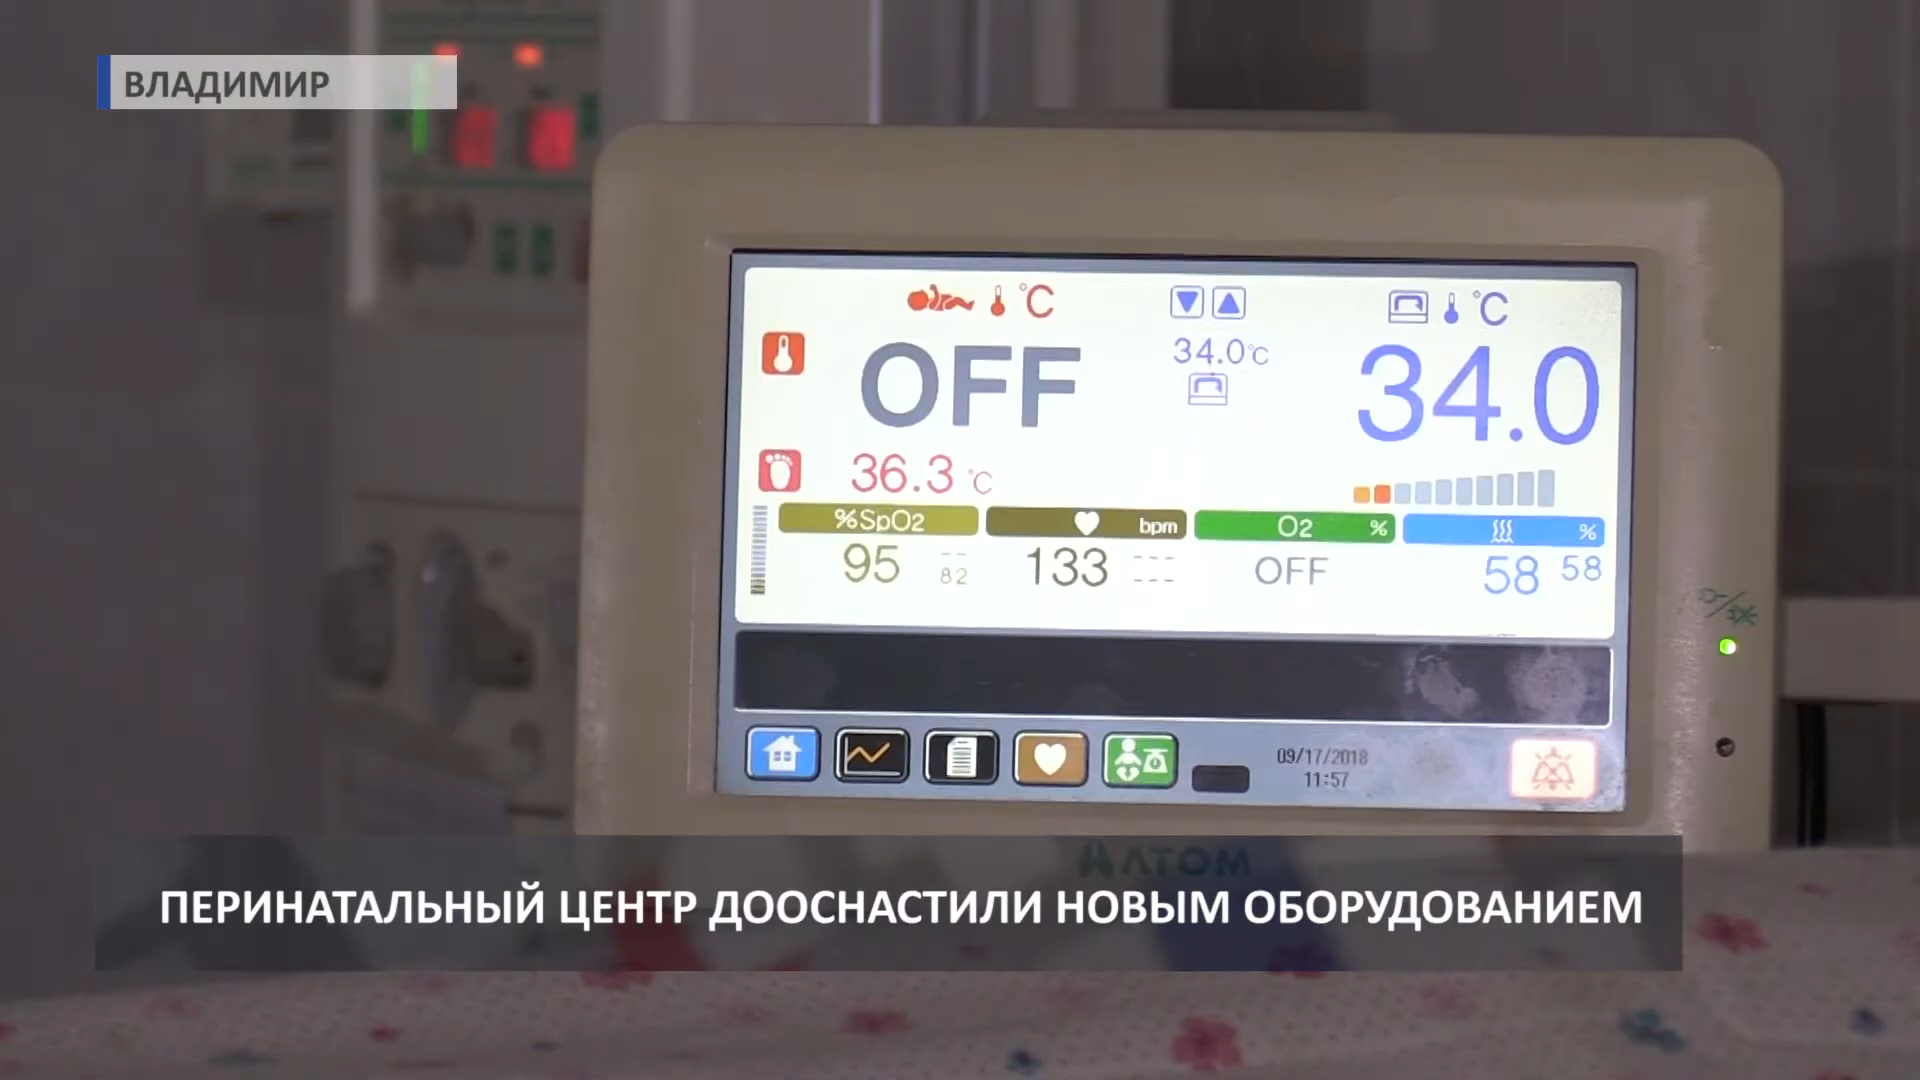 ВЛАДИМИР
°C
°C
OFF
34.0°C
34.0
36.3 °C
%SpO2
bpm
O2 %
%
95
--
82
133
---
---
OFF
58
58
09/17/2018
11:57
ATOM
ПЕРИНАТАЛЬНЫЙ ЦЕНТР ДООСНАСТИЛИ НОВЫМ ОБОРУДОВАНИЕМ